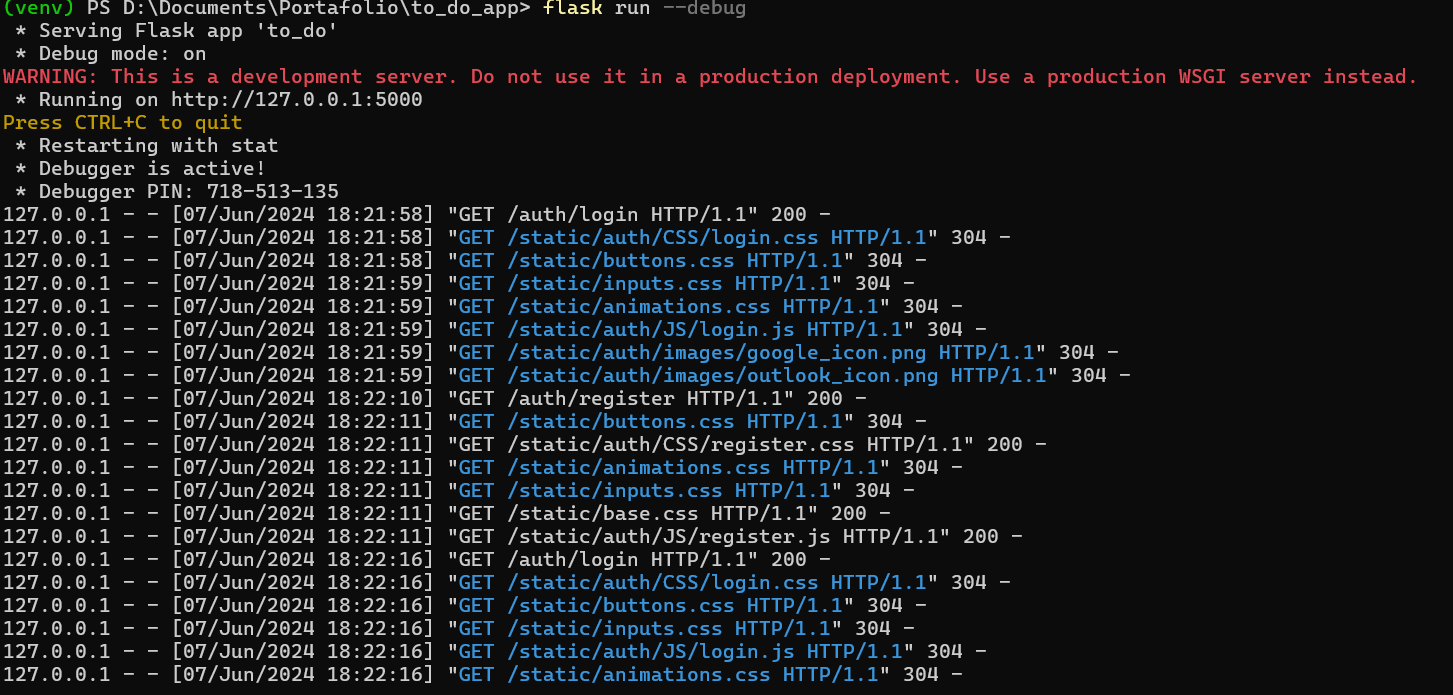 (venv) PS D:\Documents\Portafolio\to_do_app> flask run --debug
 * Serving Flask app 'to_do'
 * Debug mode: on
WARNING: This is a development server. Do not use it in a production deployment. Use a production WSGI server instead.
 * Running on http://127.0.0.1:5000
Press CTRL+C to quit
 * Restarting with stat
 * Debugger is active!
 * Debugger PIN: 718-513-135
127.0.0.1 - - [07/Jun/2024 18:21:58] "GET /auth/login HTTP/1.1" 200 -
127.0.0.1 - - [07/Jun/2024 18:21:58] "GET /static/auth/CSS/login.css HTTP/1.1" 304 -
127.0.0.1 - - [07/Jun/2024 18:21:58] "GET /static/buttons.css HTTP/1.1" 304 -
127.0.0.1 - - [07/Jun/2024 18:21:59] "GET /static/inputs.css HTTP/1.1" 304 -
127.0.0.1 - - [07/Jun/2024 18:21:59] "GET /static/animations.css HTTP/1.1" 304 -
127.0.0.1 - - [07/Jun/2024 18:21:59] "GET /static/auth/JS/login.js HTTP/1.1" 304 -
127.0.0.1 - - [07/Jun/2024 18:21:59] "GET /static/auth/images/google_icon.png HTTP/1.1" 304 -
127.0.0.1 - - [07/Jun/2024 18:21:59] "GET /static/auth/images/outlook_icon.png HTTP/1.1" 304 -
127.0.0.1 - - [07/Jun/2024 18:22:10] "GET /auth/register HTTP/1.1" 200 -
127.0.0.1 - - [07/Jun/2024 18:22:11] "GET /static/buttons.css HTTP/1.1" 304 -
127.0.0.1 - - [07/Jun/2024 18:22:11] "GET /static/auth/CSS/register.css HTTP/1.1" 200 -
127.0.0.1 - - [07/Jun/2024 18:22:11] "GET /static/animations.css HTTP/1.1" 304 -
127.0.0.1 - - [07/Jun/2024 18:22:11] "GET /static/inputs.css HTTP/1.1" 304 -
127.0.0.1 - - [07/Jun/2024 18:22:11] "GET /static/base.css HTTP/1.1" 200 -
127.0.0.1 - - [07/Jun/2024 18:22:11] "GET /static/auth/JS/register.js HTTP/1.1" 200 -
127.0.0.1 - - [07/Jun/2024 18:22:16] "GET /auth/login HTTP/1.1" 200 -
127.0.0.1 - - [07/Jun/2024 18:22:16] "GET /static/auth/CSS/login.css HTTP/1.1" 304 -
127.0.0.1 - - [07/Jun/2024 18:22:16] "GET /static/buttons.css HTTP/1.1" 304 -
127.0.0.1 - - [07/Jun/2024 18:22:16] "GET /static/inputs.css HTTP/1.1" 304 -
127.0.0.1 - - [07/Jun/2024 18:22:16] "GET /static/auth/JS/login.js HTTP/1.1" 304 -
127.0.0.1 - - [07/Jun/2024 18:22:16] "GET /static/animations.css HTTP/1.1" 304 -